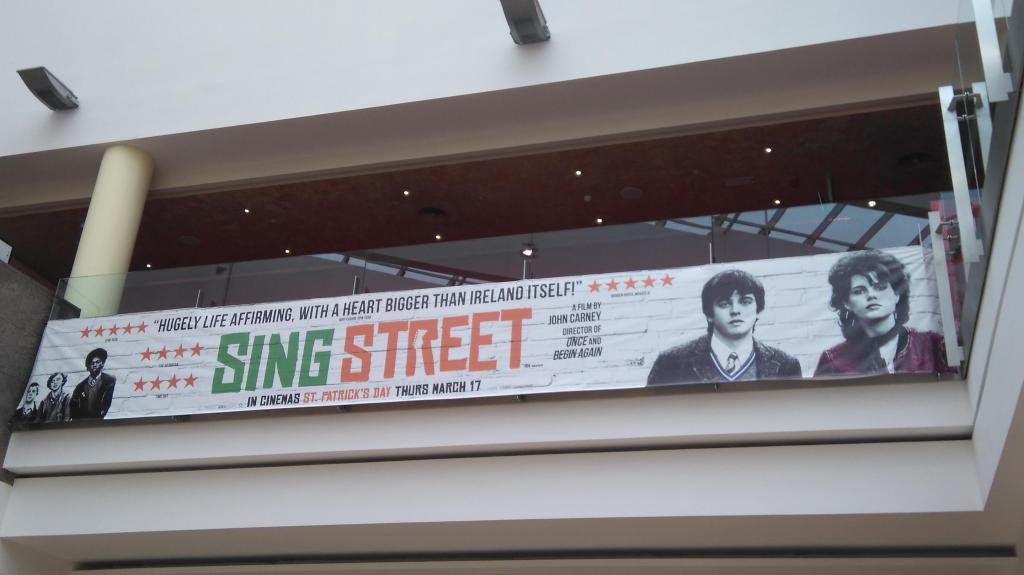 "HUGELY LIFE AFFIRMING, WITH A HEART BIGGER THAN IRELAND ITSELF!"
SING STREET
IN CINEMAS ST. PATRICK'S DAY THURS MARCH 17
A FILM BY
JOHN CARNEY
DIRECTOR OF
ONCE AND
BEGIN AGAIN